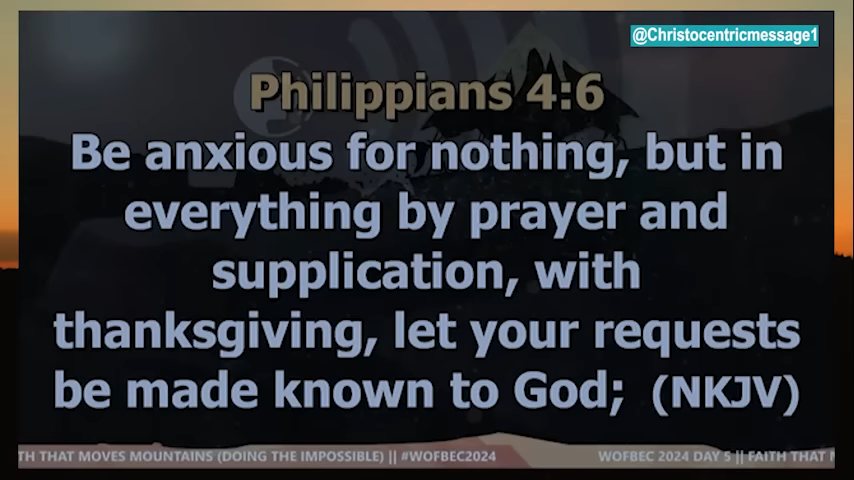 @Christocentricmessage1
Philippians 4:6
Be anxious for nothing, but in
everything by prayer and
supplication, with
thanksgiving, let your requests
be made known to God; (NKJV)
TH THAT MOVES MOUNTAINS (DOING THE IMPOSSIBLE) || #WOFBEC2024 WOFBEC 2024 DAY 5 || FAITH THAT